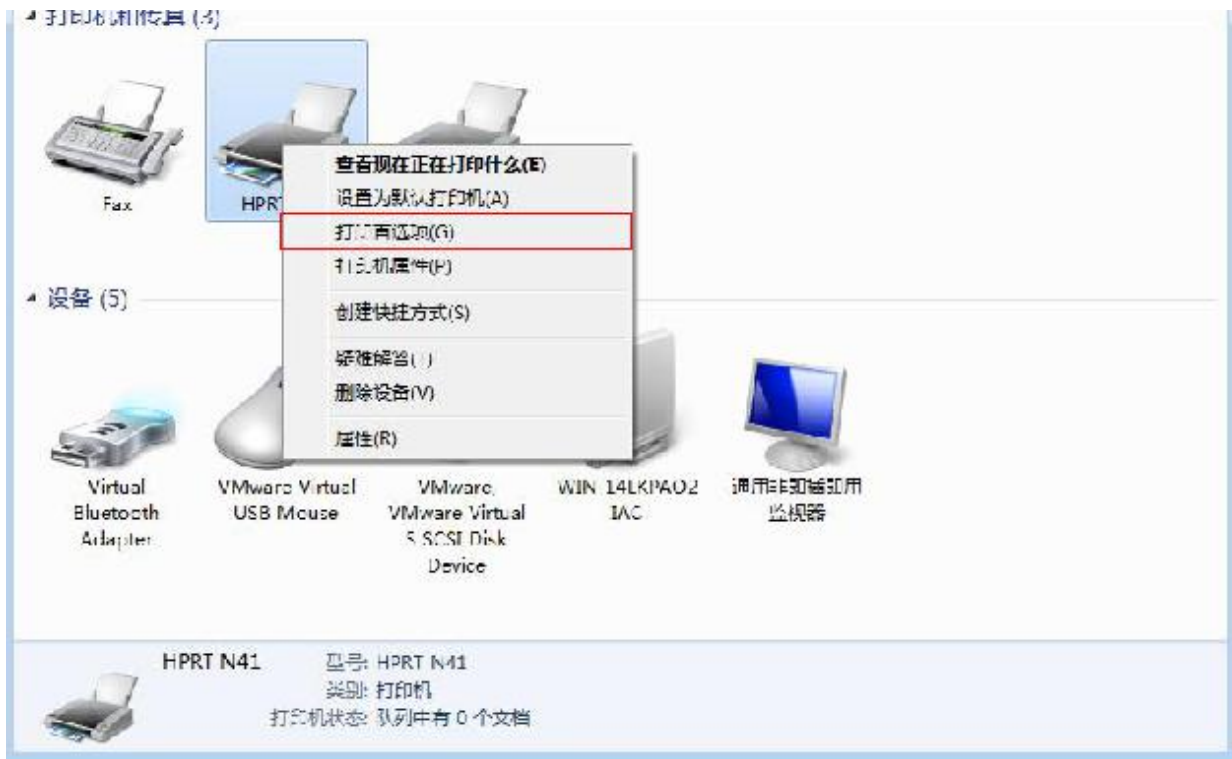 打印机和传真 (3)
Fax
HPRT
查看现在正在打印什么(E)
设置为默认打印机(A)
打印首选项(G)
打印机属性(P)
创建快捷方式(S)
疑难解答(T)
删除设备(V)
属性(R)
设备 (5)
Virtual
Bluetooth
Adapter
VMware Virtual
USB Mouse
VMware,
VMware Virtual
S SCSI Disk
Device
WIN-14LKPAO2
IAC
通用非即插即用
监视器
HPRT N41
型号: HPRT N41
类别: 打印机
打印机状态: 队列中有 0 个文档